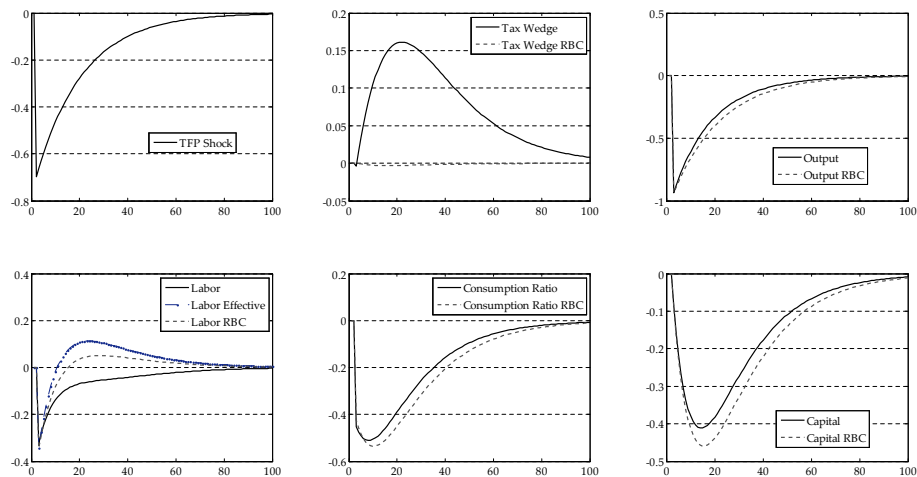 0
-0.2
-0.4
-0.6
-0.8
0 20 40 60 80 100
TFP Shock
0.2
0.15
0.1
0.05
0
-0.05
0 20 40 60 80 100
Tax Wedge
Tax Wedge RBC
0.5
0
-0.5
-1
0 20 40 60 80 100
Output
Output RBC
0.4
0.2
0
-0.2
-0.4
0 20 40 60 80 100
Labor
Labor Effective
Labor RBC
0.2
0
-0.2
-0.4
-0.6
0 20 40 60 80 100
Consumption Ratio
Consumption Ratio RBC
0
-0.1
-0.2
-0.3
-0.4
-0.5
0 20 40 60 80 100
Capital
Capital RBC